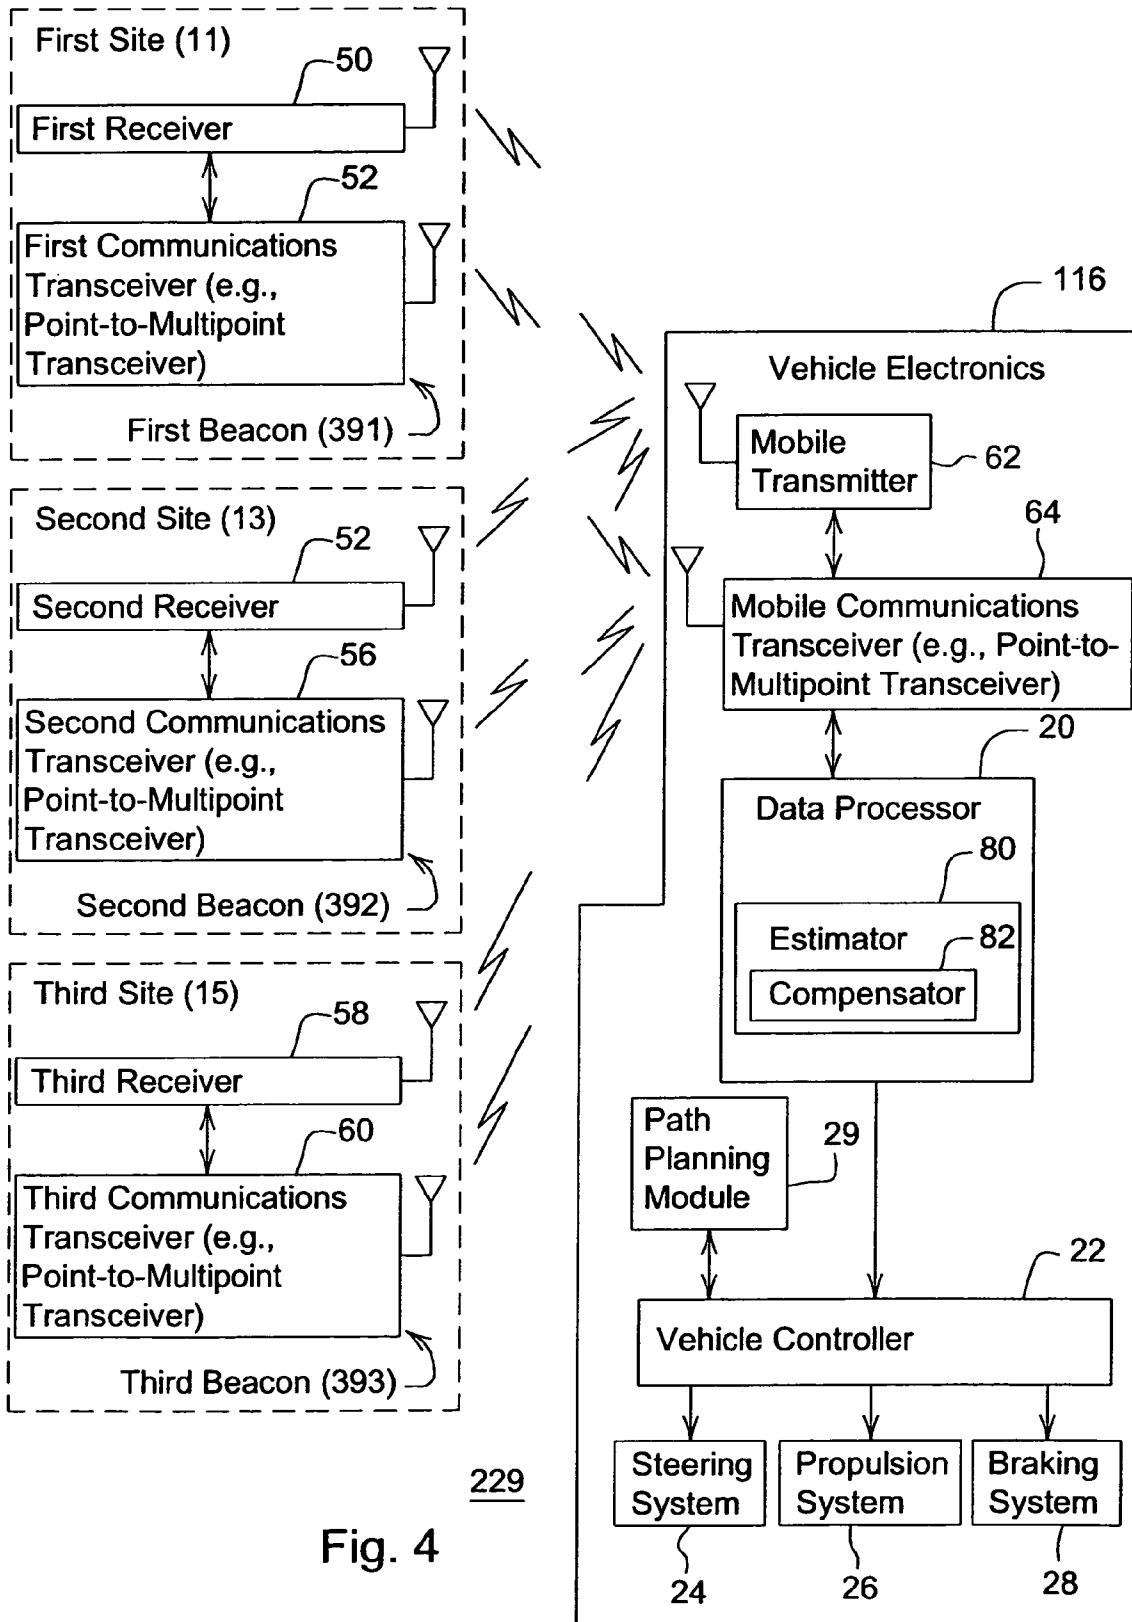 First Site (11)
50
First Receiver
52
First Communications
Transceiver (e.g.,
Point-to-Multipoint
Transceiver)
First Beacon (391)
Second Site (13)
52
Second Receiver
56
Second Communications
Transceiver (e.g.,
Point-to-Multipoint
Transceiver)
Second Beacon (392)
Third Site (15)
58
Third Receiver
60
Third Communications
Transceiver (e.g.,
Point-to-Multipoint
Transceiver)
Third Beacon (393)
116
Vehicle Electronics
Mobile
Transmitter
62
64
Mobile Communications
Transceiver (e.g., Point-to-
Multipoint Transceiver)
20
Data Processor
80
Estimator
82
Compensator
Path
Planning
Module
29
22
Vehicle Controller
Steering
System
Propulsion
System
Braking
System
24
26
28
229
Fig. 4